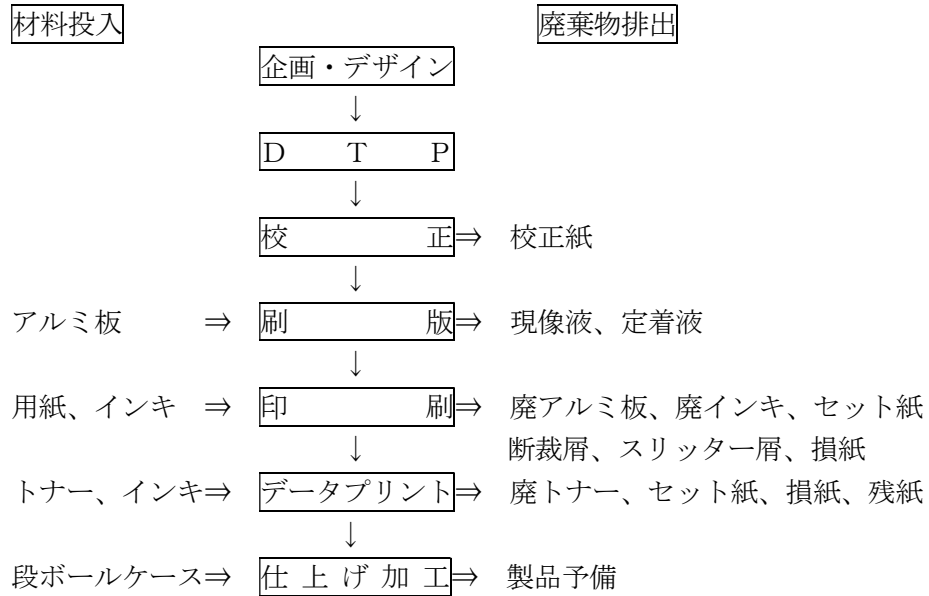 材料投入 廃棄物排出
企画・デザイン
↓
D T P
↓
校 正⇒ 校正紙
↓
アルミ板 ⇒ 刷 版⇒ 現像液、定着液
↓
用紙、インキ ⇒ 印 刷⇒ 廃アルミ板、廃インキ、セット紙
↓ 断裁屑、スリッター屑、損紙
トナー、インキ⇒ データプリント⇒ 廃トナー、セット紙、損紙、残紙
↓
段ボールケース⇒ 仕 上 げ 加 工⇒ 製品予備